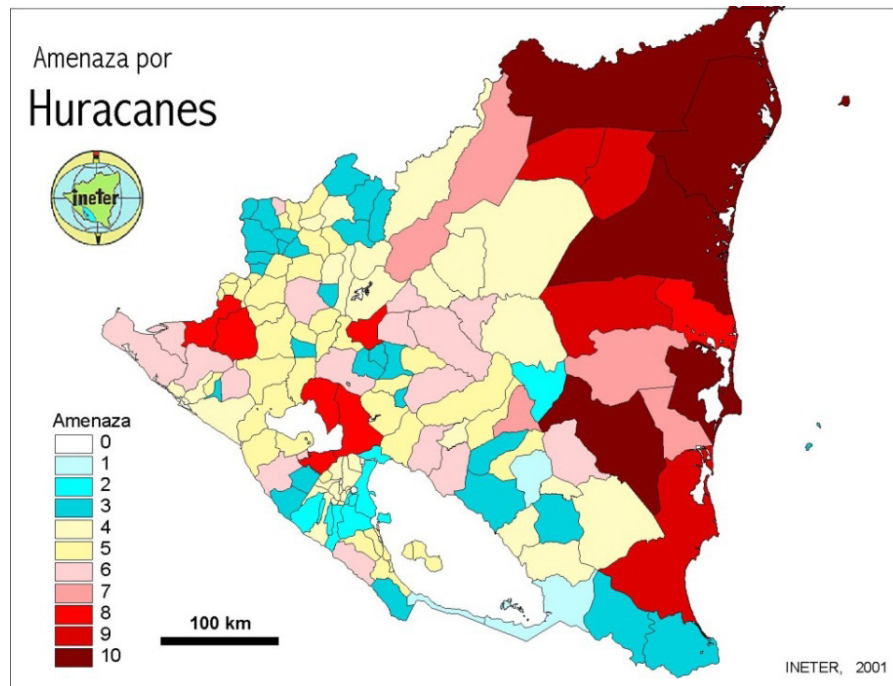 Amenaza por
Huracanes
ineter
Amenaza
0
1
2
3
4
5
6
7
8
9
10
100 km
INETER, 2001